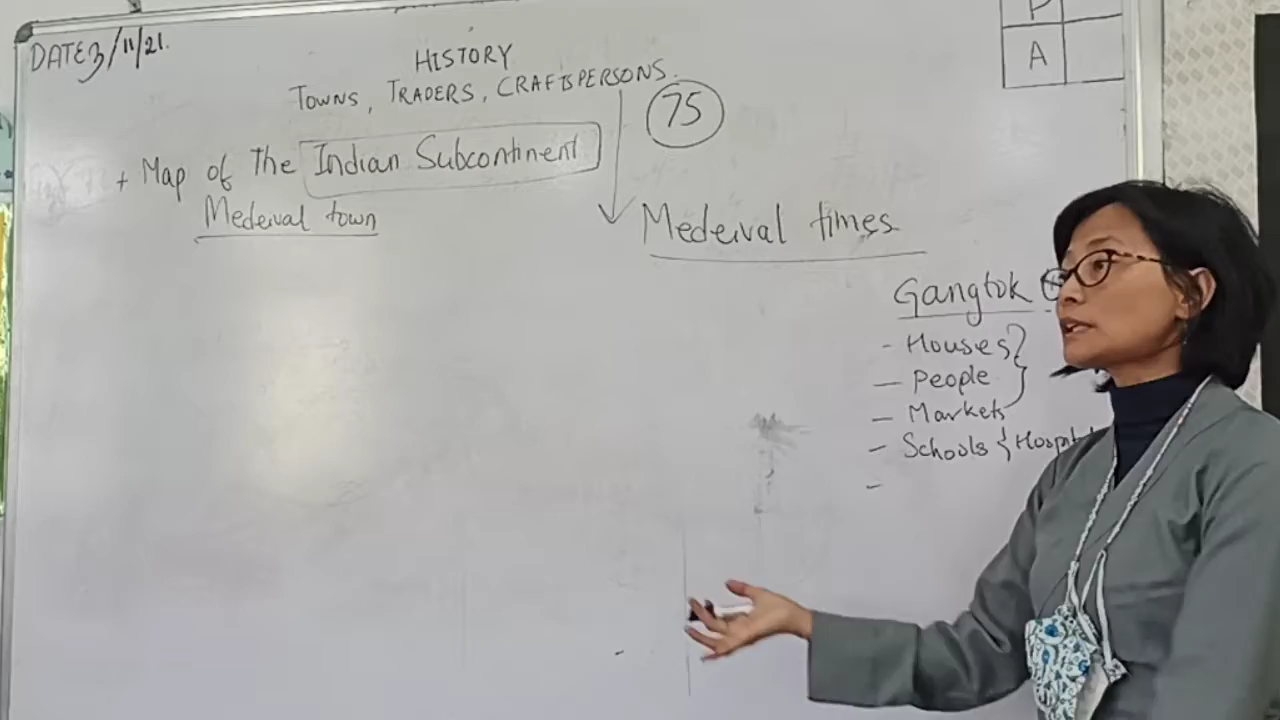 DATE 3/11/21.
HISTORY
TOWNS, TRADERS, CRAFTSPERSONS.
75
+ Map of The Indian Subcontinent
Medeival town
Medeival times
Gangtok
- Houses
- People
- Markets
- Schools & Hospital
-
P
A